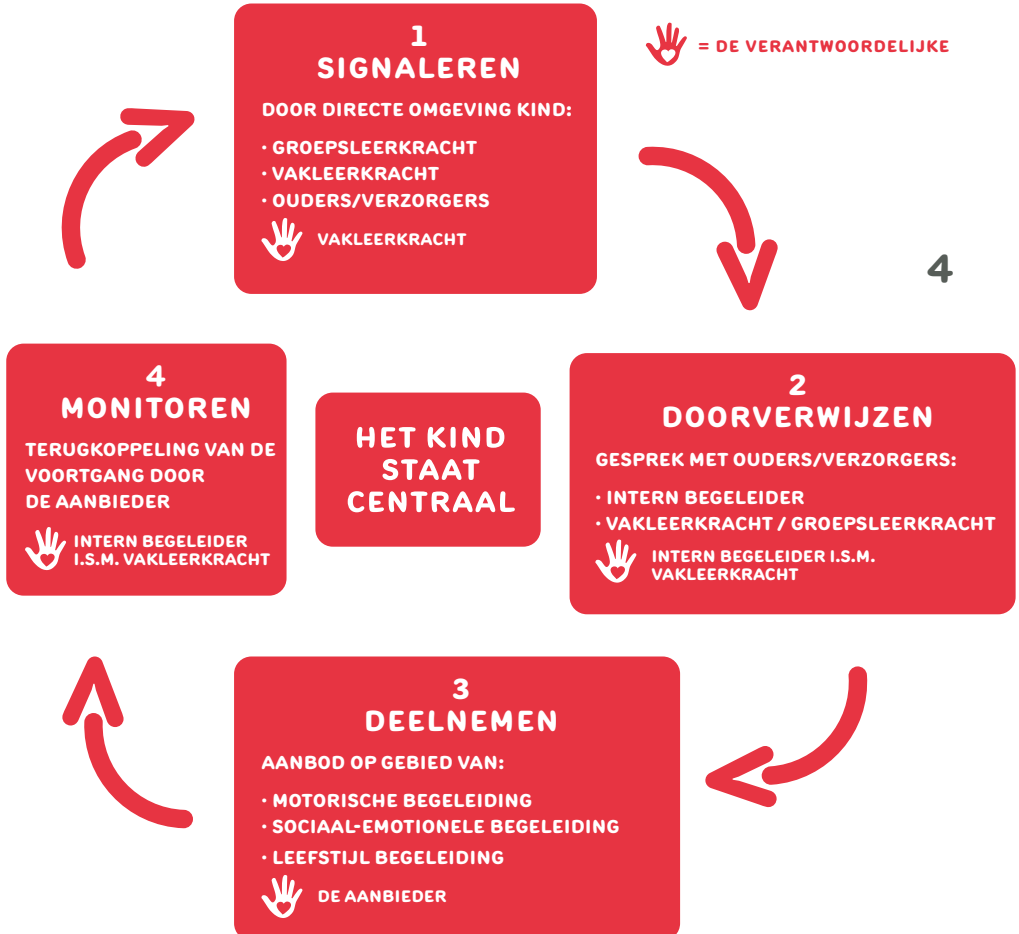 1
SIGNALEREN
DOOR DIRECTE OMGEVING KIND:
· GROEPSLEERKRACHT
· VAKLEERKRACHT
· OUDERS/VERZORGERS
VAKLEERKRACHT
= DE VERANTWOORDELIJKE
4
2
DOORVERWIJZEN
GESPREK MET OUDERS/VERZORGERS:
· INTERN BEGELEIDER
· VAKLEERKRACHT / GROEPSLEERKRACHT
INTERN BEGELEIDER I.S.M.
VAKLEERKRACHT
HET KIND
STAAT
CENTRAAL
3
DEELNEMEN
AANBOD OP GEBIED VAN:
· MOTORISCHE BEGELEIDING
· SOCIAAL-EMOTIONELE BEGELEIDING
· LEEFSTIJL BEGELEIDING
DE AANBIEDER
4
MONITOREN
TERUGKOPPELING VAN DE
VOORTGANG DOOR
DE AANBIEDER
INTERN BEGELEIDER
I.S.M. VAKLEERKRACHT